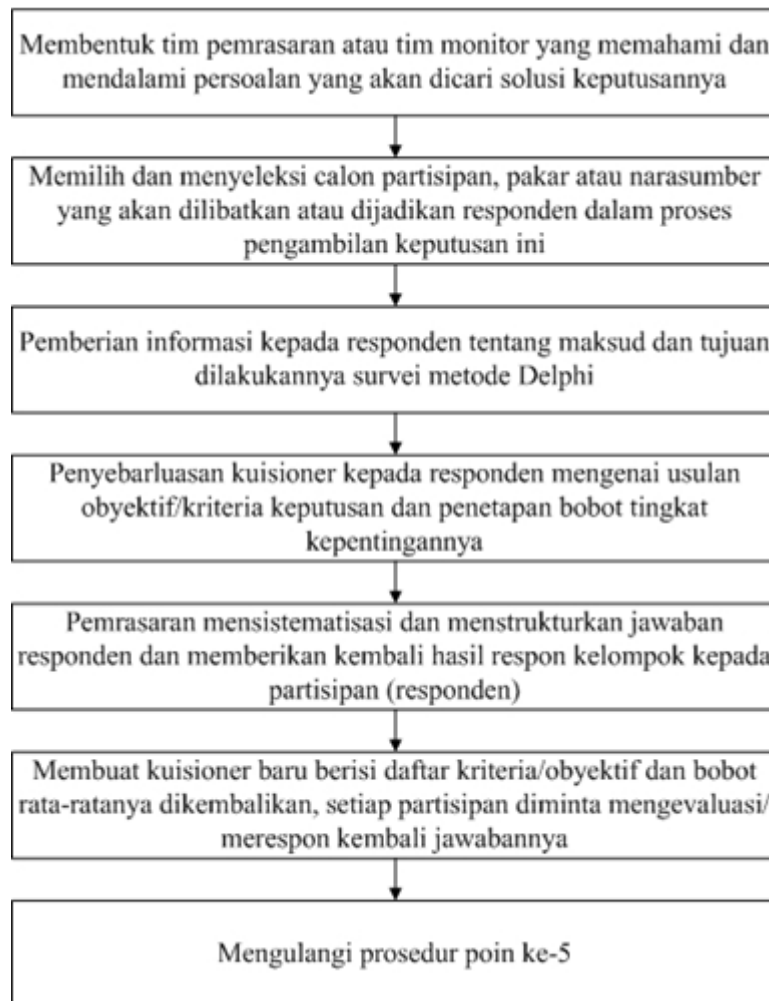 Membentuk tim pemrasaran atau tim monitor yang memahami dan
mendalami persoalan yang akan dicari solusi keputusannya
Memilih dan menyeleksi calon partisipan, pakar atau narasumber
yang akan dilibatkan atau dijadikan responden dalam proses
pengambilan keputusan ini
Pemberian informasi kepada responden tentang maksud dan tujuan
dilakukannya survei metode Delphi
Penyebarluasan kuisioner kepada responden mengenai usulan
obyektif/kriteria keputusan dan penetapan bobot tingkat
kepentingannya
Pemrasaran mensistematisasi dan menstrukturkan jawaban
responden dan memberikan kembali hasil respon kelompok kepada
partisipan (responden)
Membuat kuisioner baru berisi daftar kriteria/obyektif dan bobot
rata-ratanya dikembalikan, setiap partisipan diminta mengevaluasi/
merespon kembali jawabannya
Mengulangi prosedur poin ke-5